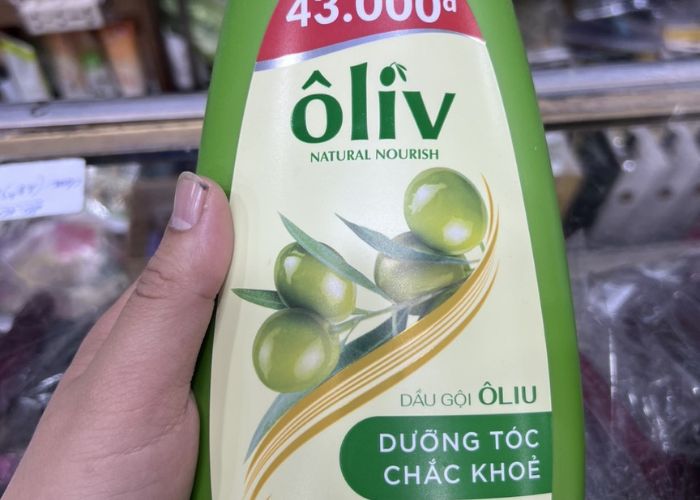 43.000đ
ôliv
NATURAL NOURISH
DẦU GỘI ÔLIU
DƯỠNG TÓC
CHẮC KHOẺ